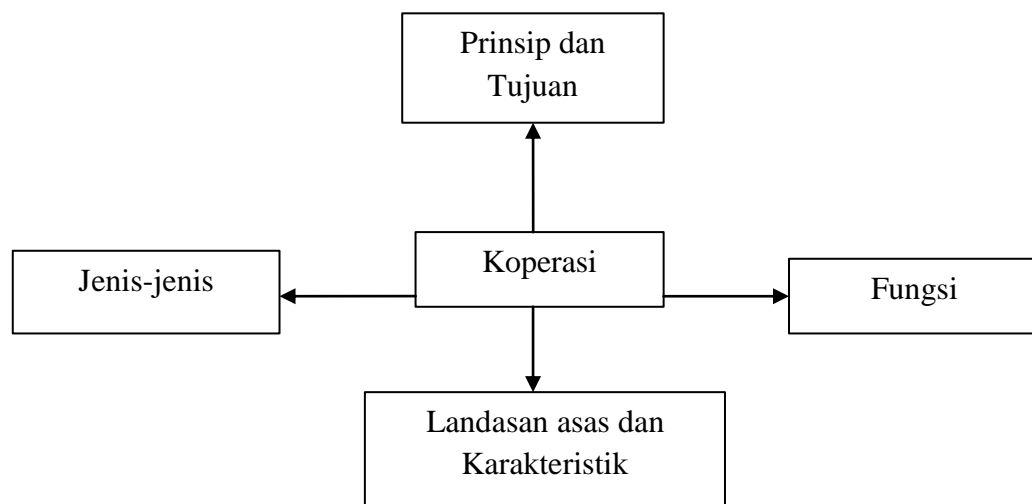 Prinsip dan
Tujuan
Koperasi
Jenis-jenis
Fungsi
Landasan asas dan
Karakteristik